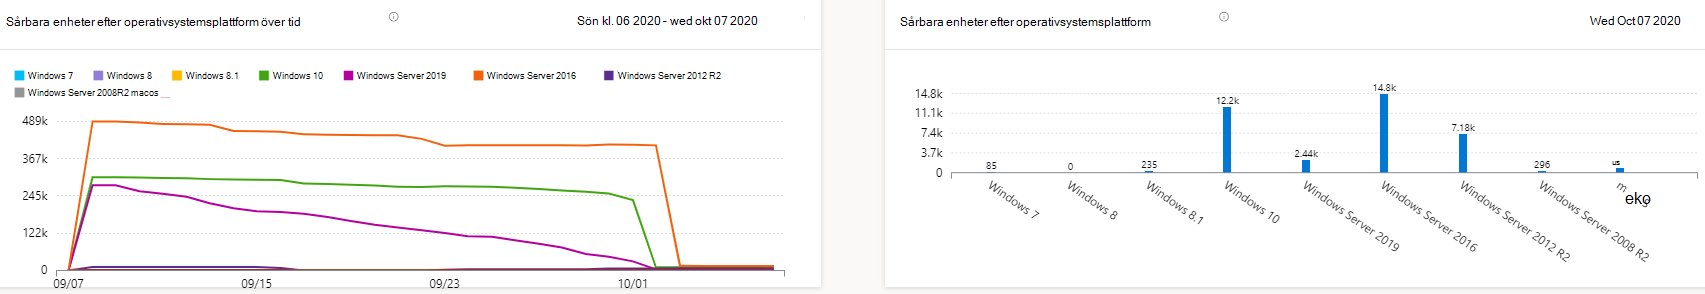 Sårbara enheter efter operativsystemsplattform över tid
Sön kl. 06 2020 - wed okt 07 2020
Windows 7 Windows 8 Windows 8.1 Windows 10 Windows Server 2019 Windows Server 2016 Windows Server 2012 R2
Windows Server 2008R2 macos __
489k
367k
245k
122k
0
09/07 09/15 09/23 10/01
Sårbara enheter efter operativsystemsplattform
Wed Oct 07 2020
14.8k
11.1k
7.4k
3.7k
0
85 0 235 12.2k 2.44k 14.8k 7.18k 296 us
Windows 7
Windows 8
Windows 8.1
Windows 10
Windows Server 2019
Windows Server 2016
Windows Server 2012 R2
Windows Server 2008 R2
eko